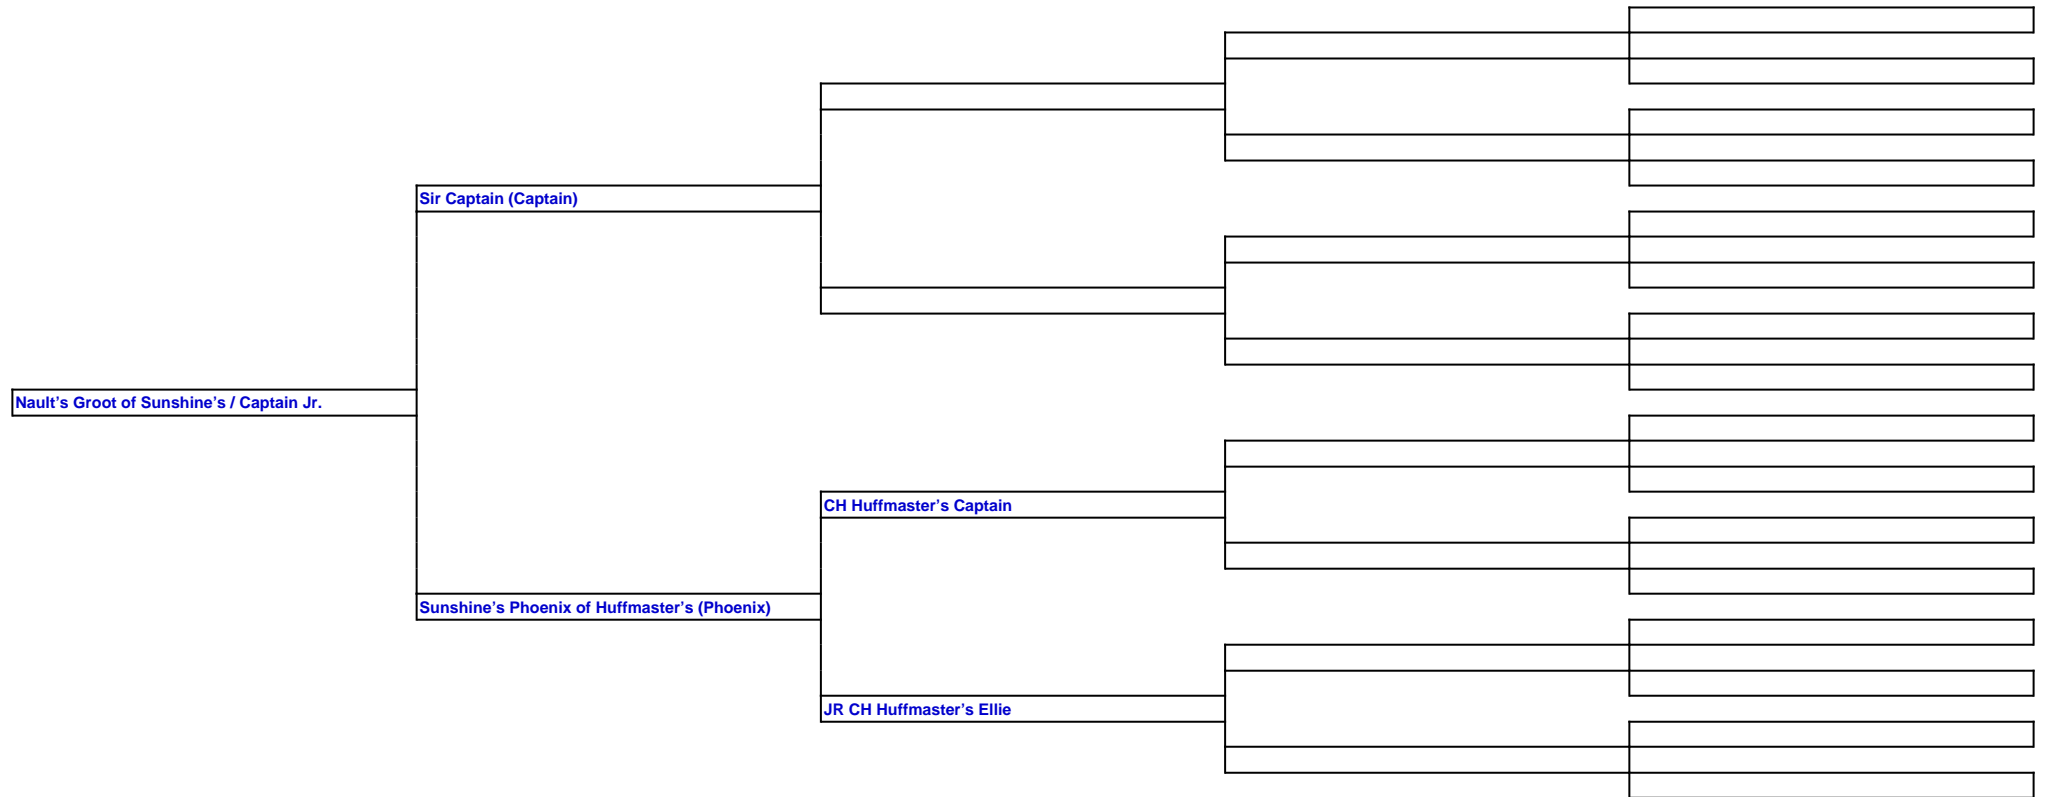 Sir Captain (Captain)
Nault’s Groot of Sunshine’s / Captain Jr.
CH Huffmaster’s Captain
Sunshine’s Phoenix of Huffmaster’s (Phoenix)
JR CH Huffmaster’s Ellie